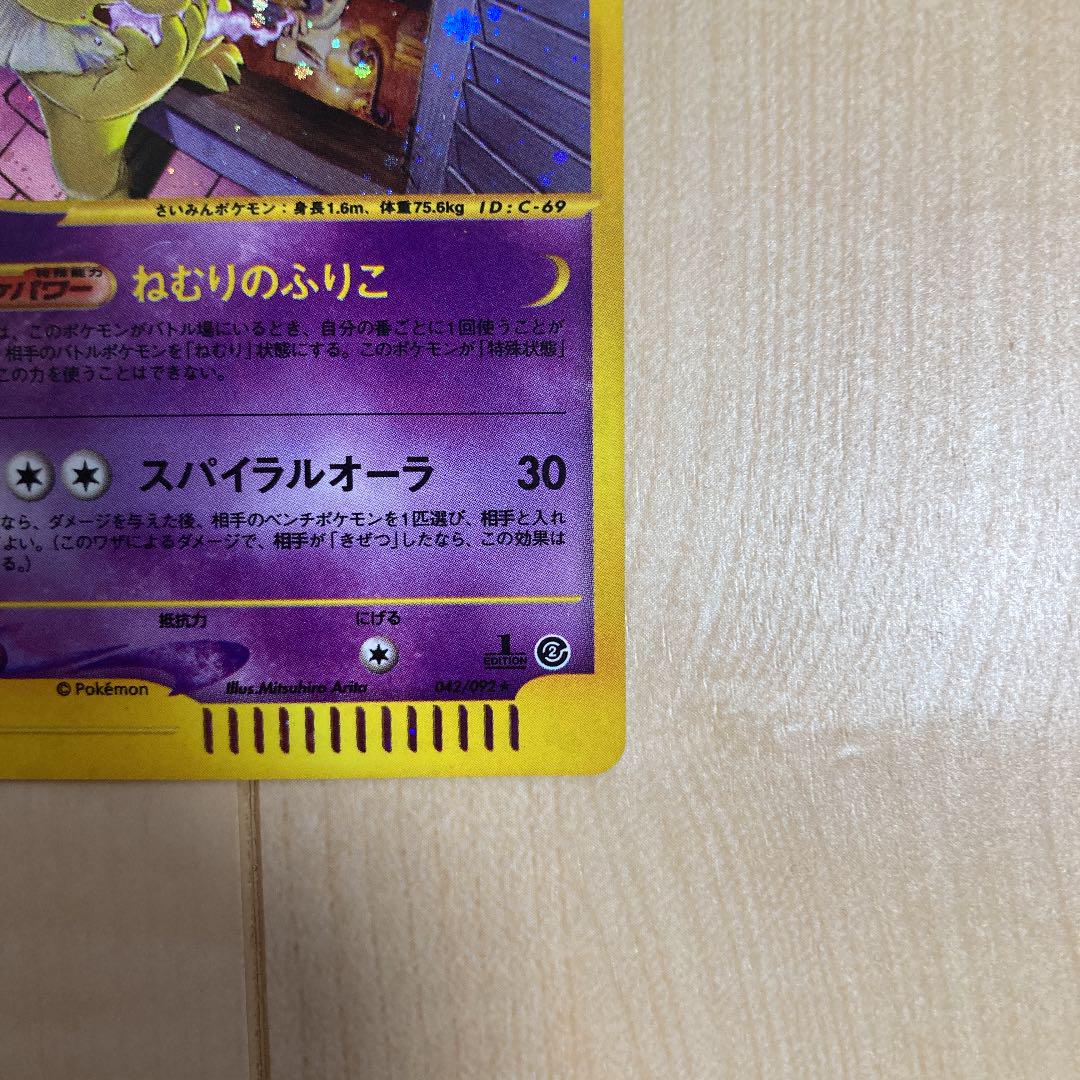 さいみんポケモン：身長1.6m、体重75.6kg ID：C-69
特殊能力
ケパワー ねむりのふりこ
は、このポケモンがバトル場にいるとき、自分の番ごとに1回使うことが
相手のバトルポケモンを「ねむり」状態にする。このポケモンが「特殊状態」
この力を使うことはできない。
スパイラルオーラ 30
なら、ダメージを与えた後、相手のベンチポケモンを1匹選び、相手と入れ
よい。（このワザによるダメージで、相手が「きぜつ」したなら、この効果は
る。）
抵抗力 にげる
1 EDITION 2
© Pokémon Illus.Mitsuhiro Arita 042/092 ★